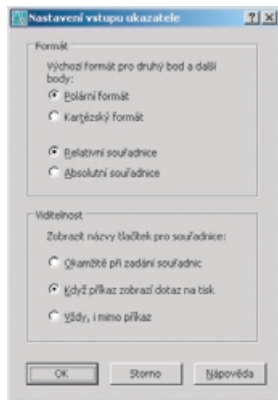 Nastavení vstupu ukazatele
Formát
Výchozí formát pro druhý bod a další
body:
Polární formát
Kartézský formát
Relativní souřadnice
Absolutní souřadnice
Viditelnost
Zobrazit názvy tlačítek pro souřadnice:
Okamžitě při zadání souřadnic
Když příkaz zobrazí dotaz na tisk
Vždy, i mimo příkaz
OK
Storno
Nápověda